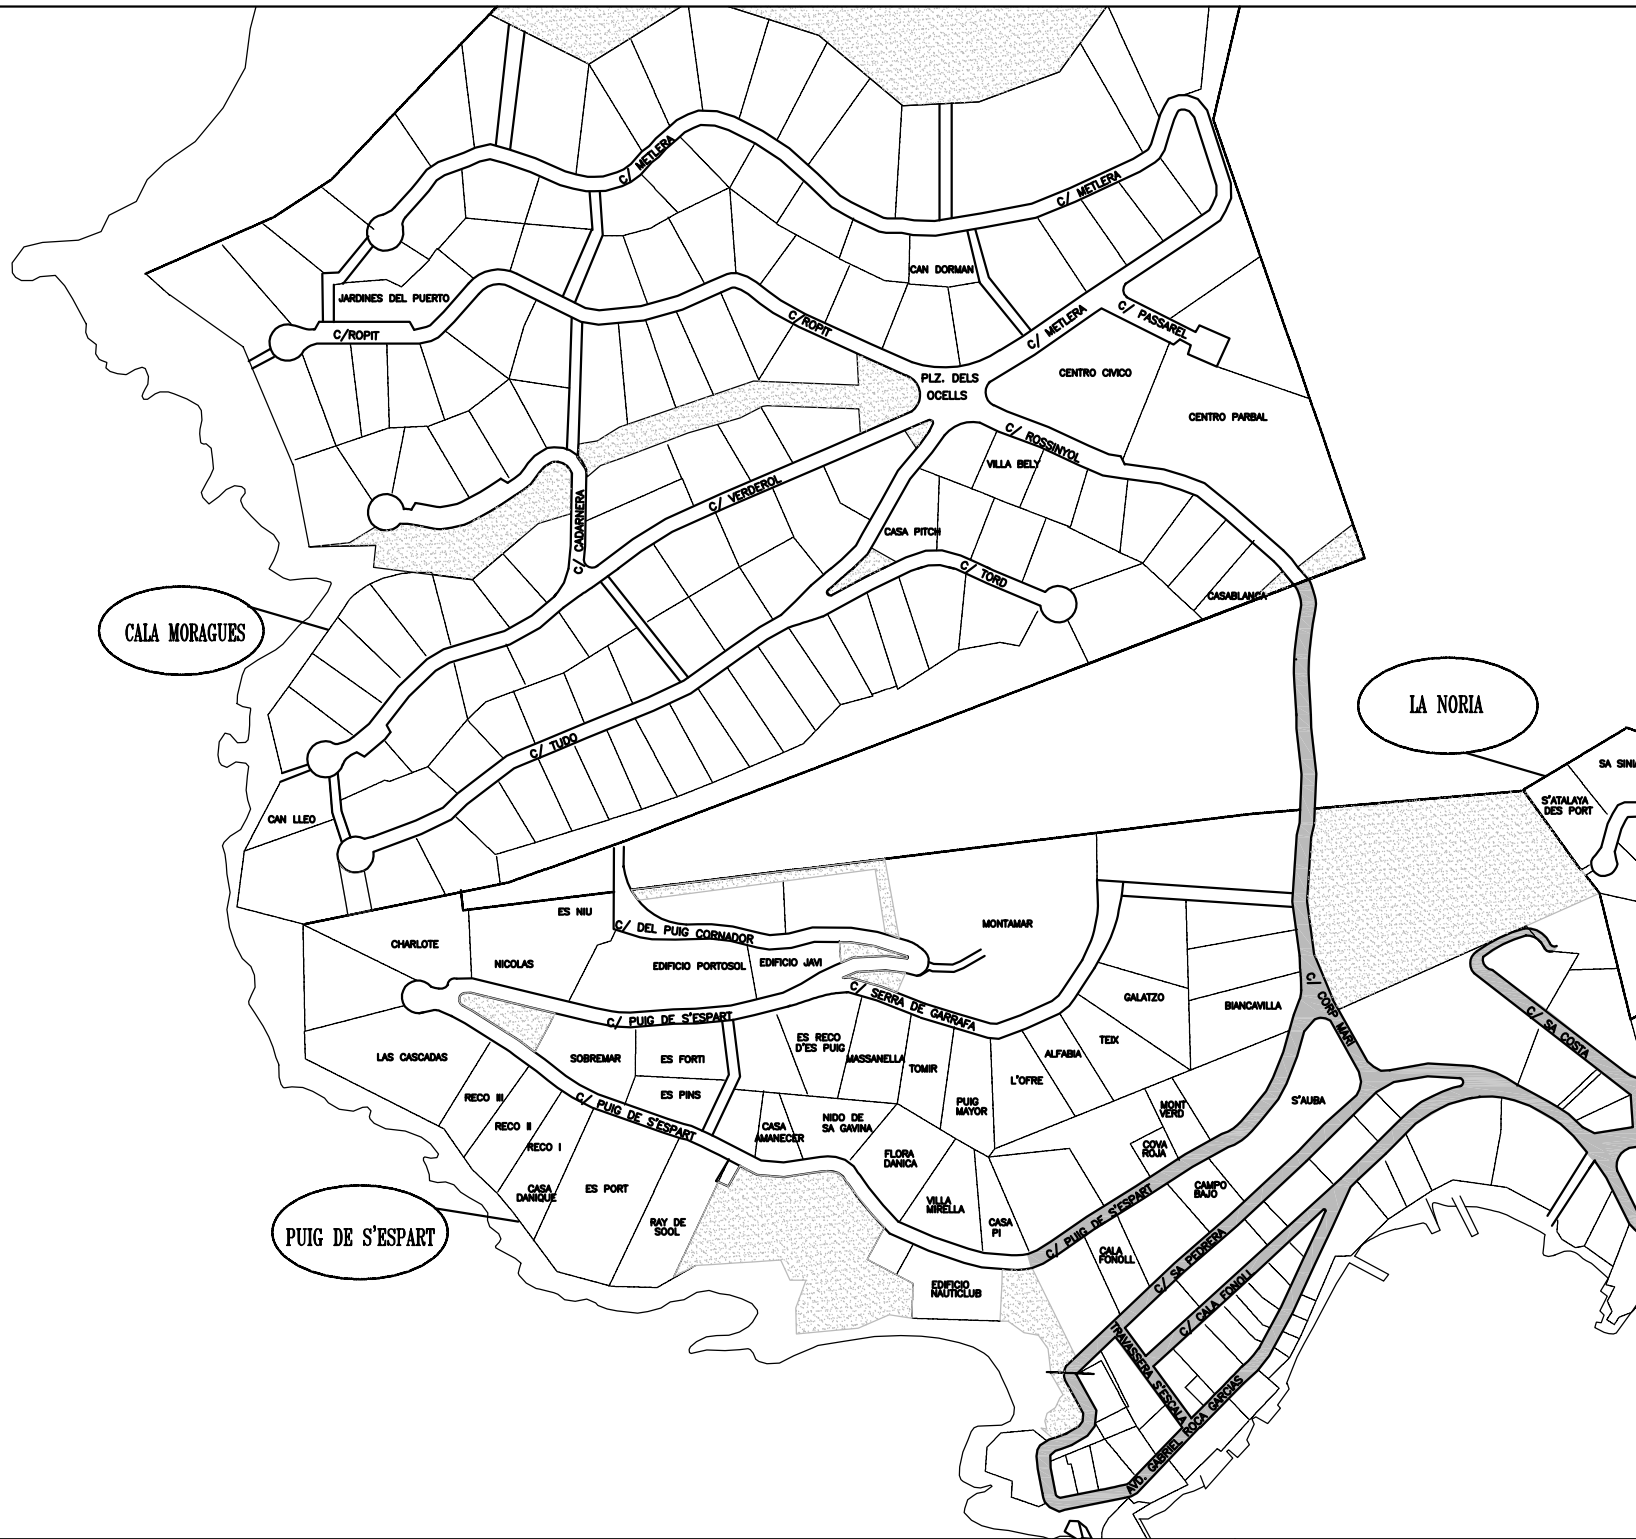 C/ METLERA
C/ METLERA
CAN DORMAN
JARDINES DEL PUERTO
C/ROPIT
C/ROPIT
C/ METLERA
C/ PASSAREL
PLZ. DELS
OCELLS
CENTRO CIVICO
CENTRO PARBAL
C/ ROSSINYOL
VILLA BELY
C/ VERDEROL
C/ CADARNERA
CASA PITCH
C/ TORD
CASABLANCA
CALA MORAGUES
LA NORIA
C/ TUDO
SA SINI
S'ATALAYA
DES PORT
CAN LLEO
ES NIU
CHARLOTE
NICOLAS
C/ DEL PUIG CORNADOR
EDIFICIO PORTOSOL
EDIFICIO JAVI
MONTAMAR
C/ SERRA DE GARRAFA
GALATZO
BIANCAVILLA
C/ CORP MARI
C/ SA COSTA
C/ PUIG DE S'ESPART
LAS CASCADAS
SOBREMAR
ES FORTI
ES RECO
D'ES PUIG
MASSANELLA
TOMIR
ALFABIA
TEIX
L'OFRE
RECO III
RECO II
RECO I
ES PINS
C/ PUIG DE S'ESPART
CASA
AMANECER
NIDO DE
SA GAVINA
PUIG
MAYOR
MONT
VERD
S'AUBA
COVA
ROJA
FLORA
DANICA
CASA
DANIQUE
ES PORT
RAY DE
SOOL
VILLA
MIRELLA
CASA
PI
C/ PUIG DE S'ESPART
CAMPO
BAJO
PUIG DE S'ESPART
CALA
FONOLL
C/ SA PEDRERA
EDIFICIO
NAUTICLUB
C/ CALA FONOLL
TRAVASSERA S'ESCALA
AVD. GABRIEL ROCA GARCIAS